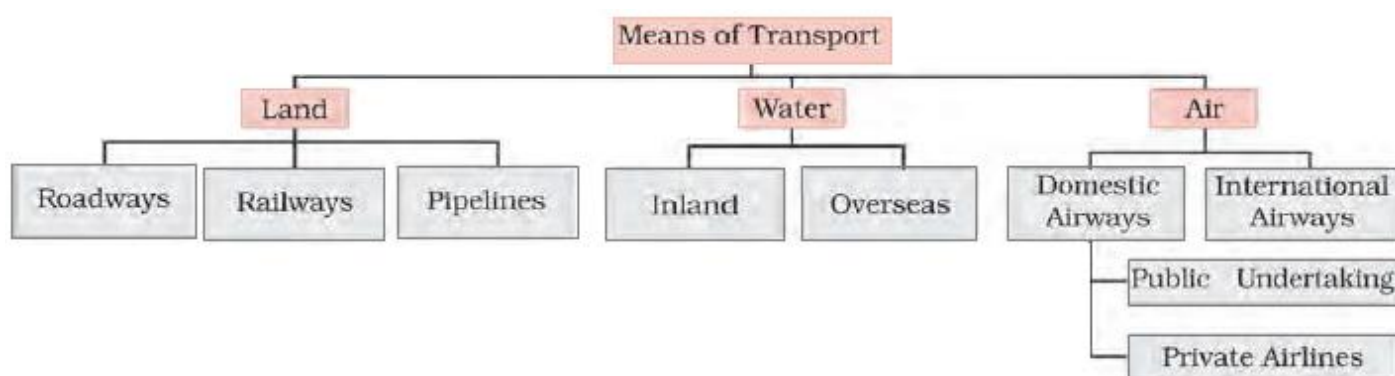 Means of Transport
Land
Water
Air
Roadways
Railways
Pipelines
Inland
Overseas
Domestic
Airways
International
Airways
Public Undertaking
Private Airlines